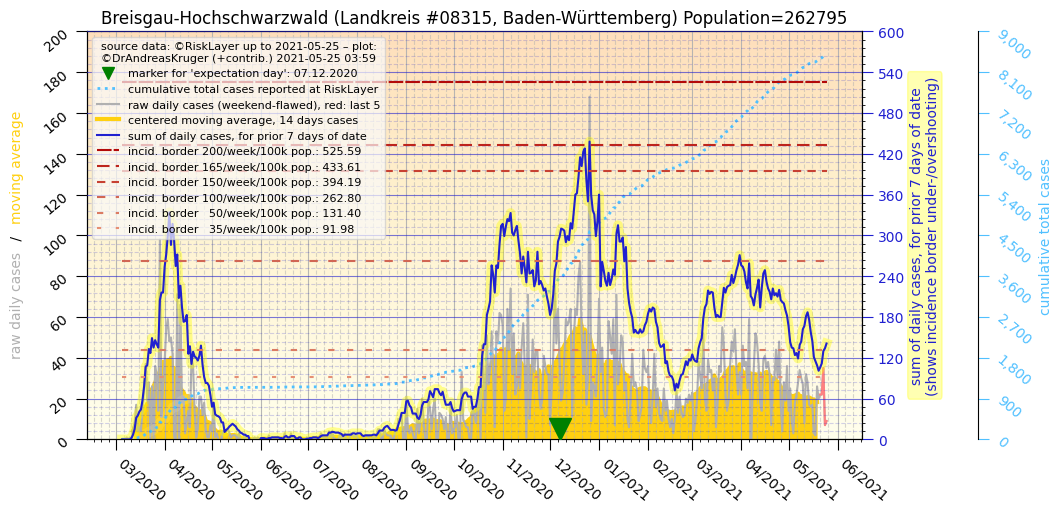 Breisgau-Hochschwarzwald (Landkreis #08315, Baden-Württemberg) Population=262795
source data: ©RiskLayer up to 2021-05-25 – plot:
©DrAndreasKruger (+contrib.) 2021-05-25 03:59
marker for 'expectation day': 07.12.2020
cumulative total cases reported at RiskLayer
raw daily cases (weekend-flawed), red: last 5
centered moving average, 14 days cases
sum of daily cases, for prior 7 days of date
incid. border 200/week/100k pop.: 525.59
incid. border 165/week/100k pop.: 433.61
incid. border 150/week/100k pop.: 394.19
incid. border 100/week/100k pop.: 262.80
incid. border   50/week/100k pop.: 131.40
incid. border   35/week/100k pop.: 91.98
raw daily cases / moving average
200
180
160
140
120
100
80
60
40
20
0
03/2020
04/2020
05/2020
06/2020
07/2020
08/2020
09/2020
10/2020
11/2020
12/2020
01/2021
02/2021
03/2021
04/2021
05/2021
06/2021
600
540
480
420
360
300
240
180
120
60
0
sum of daily cases, for prior 7 days of date
(shows incidence border under-/overshooting)
9,000
8,100
7,200
6,300
5,400
4,500
3,600
2,700
1,800
900
0
cumulative total cases